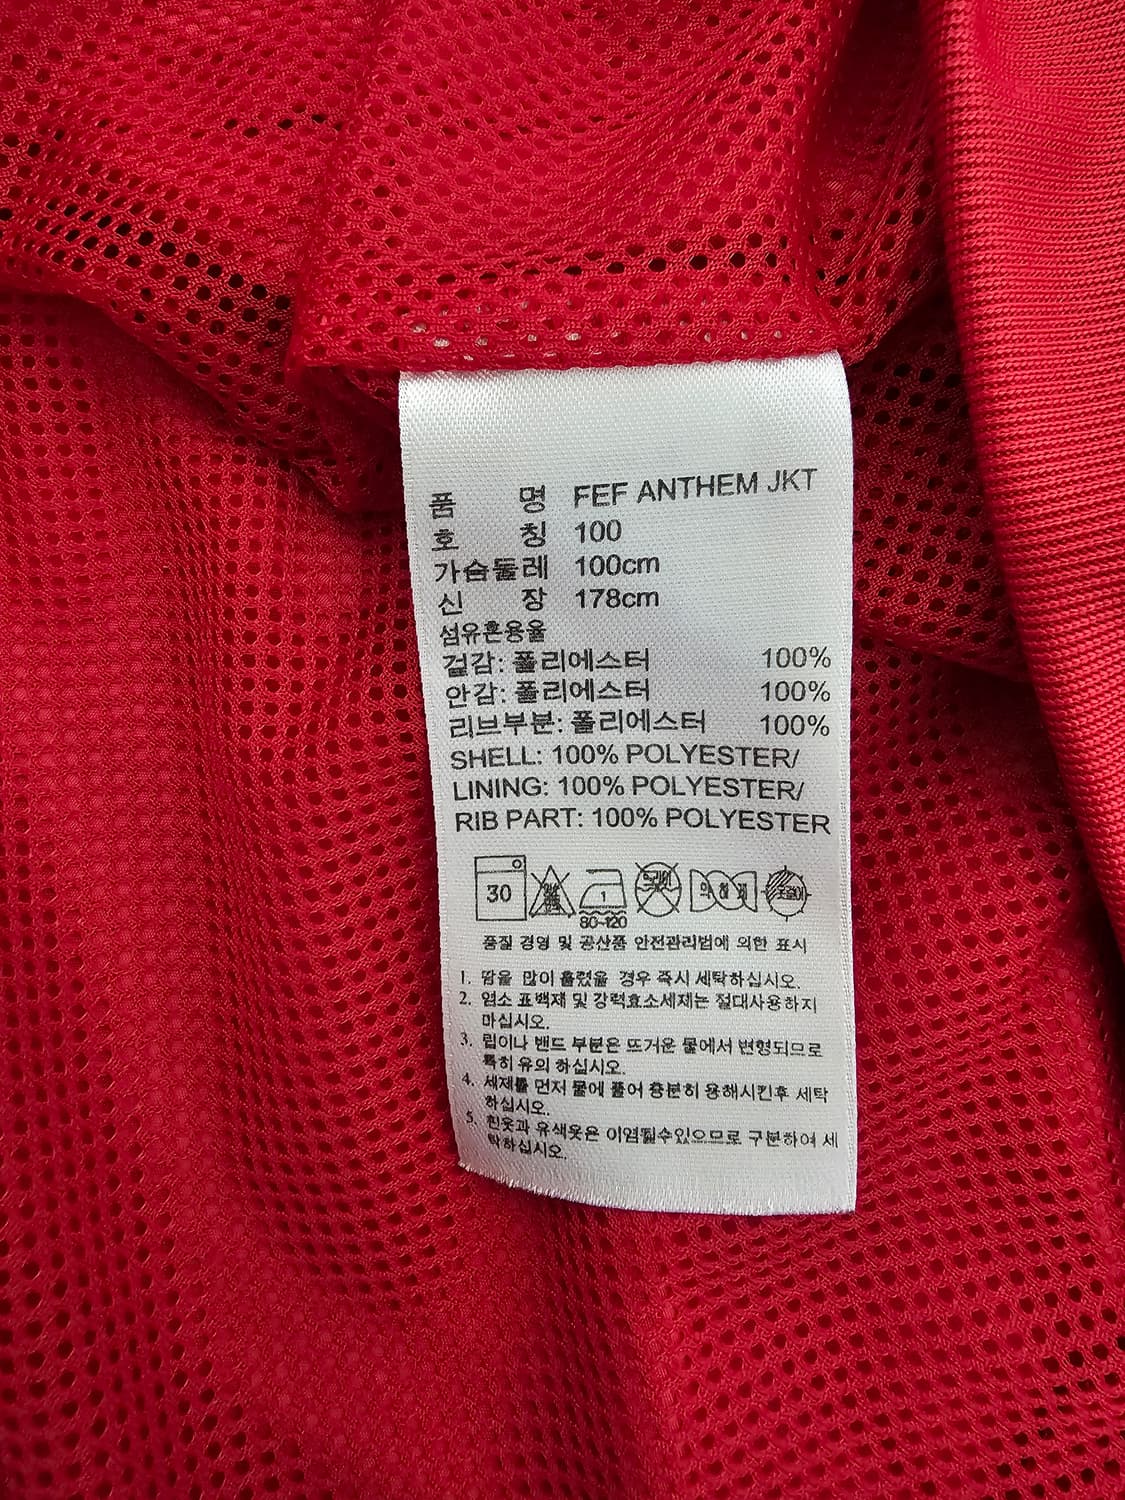 품 명 FEF ANTHEM JKT
호 칭 100
가슴둘레 100cm
신 장 178cm
섬유혼용율
겉감: 폴리에스터 100%
안감: 폴리에스터 100%
리브부분: 폴리에스터 100%
SHELL: 100% POLYESTER/
LINING: 100% POLYESTER/
RIB PART: 100% POLYESTER
30
1
80~120
드라이
품질 경영 및 공산품 안전관리법에 의한 표시
1. 땀을 많이 흘렸을 경우 즉시 세탁하십시오.
2. 염소 표백재 및 강력효소세재는 절대사용하지
마십시오.
3. 립이나 밴드 부분은 뜨거운 물에서 변형되므로
특히 유의 하십시오.
4. 세재를 먼저 물에 풀어 충분히 용해시킨후 세탁
하십시오.
5. 흰옷과 유색옷은 이염될수있으므로 구분하여 세
탁하십시오.